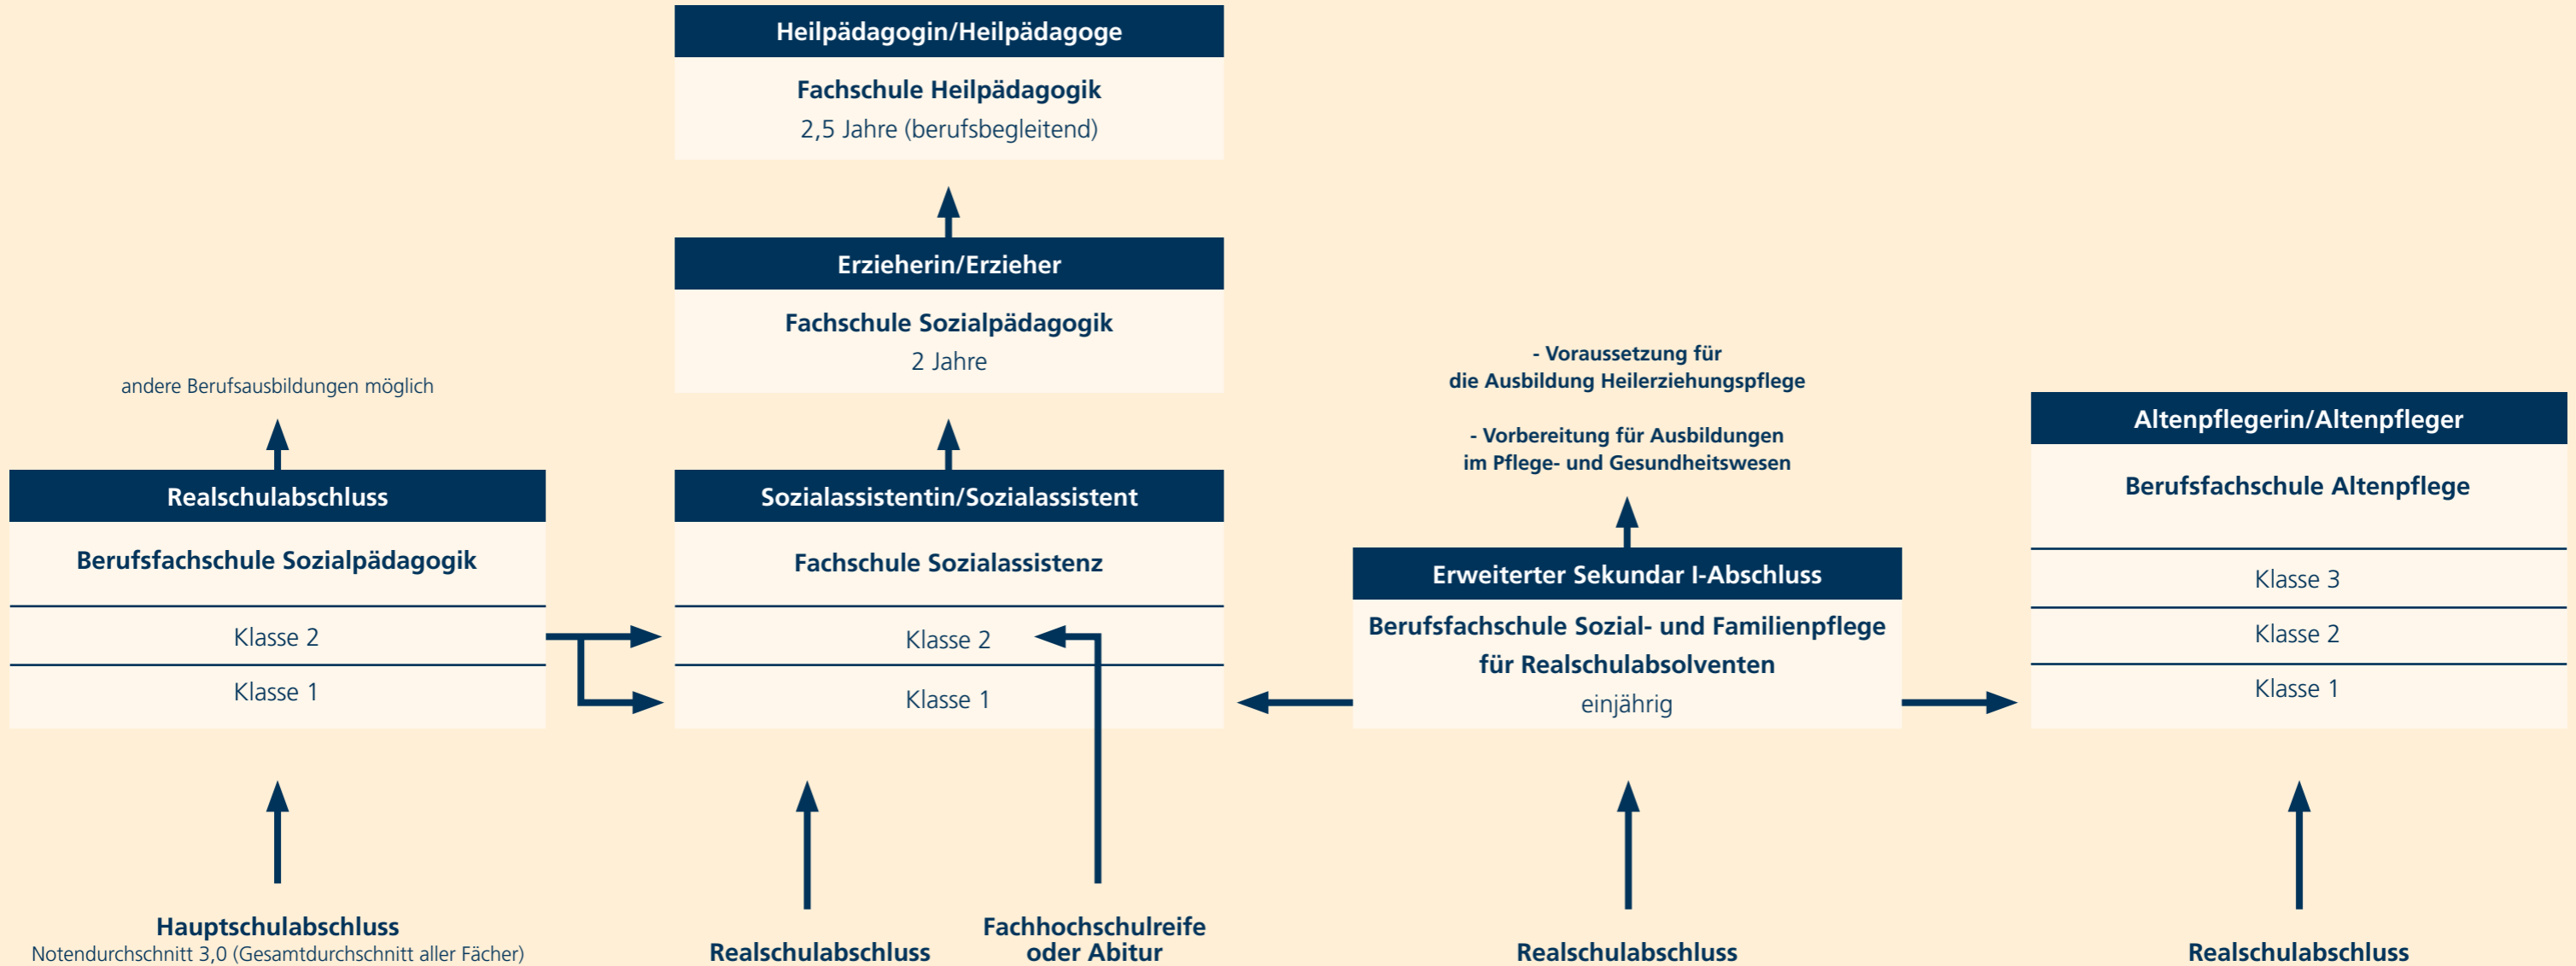 Heilpädagogin/Heilpädagoge
Fachschule Heilpädagogik
2,5 Jahre (berufsbegleitend)
Erzieherin/Erzieher
Fachschule Sozialpädagogik
2 Jahre
andere Berufsausbildungen möglich
Realschulabschluss
Berufsfachschule Sozialpädagogik
Klasse 2
Klasse 1
Hauptschulabschluss
Notendurchschnitt 3,0 (Gesamtdurchschnitt aller Fächer)
Sozialassistentin/Sozialassistent
Fachschule Sozialassistenz
Klasse 2
Klasse 1
Realschulabschluss
Fachhochschulreife
oder Abitur
- Voraussetzung für
die Ausbildung Heilerziehungspflege
- Vorbereitung für Ausbildungen
im Pflege- und Gesundheitswesen
Erweiterter Sekundar I-Abschluss
Berufsfachschule Sozial- und Familienpflege
für Realschulabsolventen
einjährig
Realschulabschluss
Altenpflegerin/Altenpfleger
Berufsfachschule Altenpflege
Klasse 3
Klasse 2
Klasse 1
Realschulabschluss